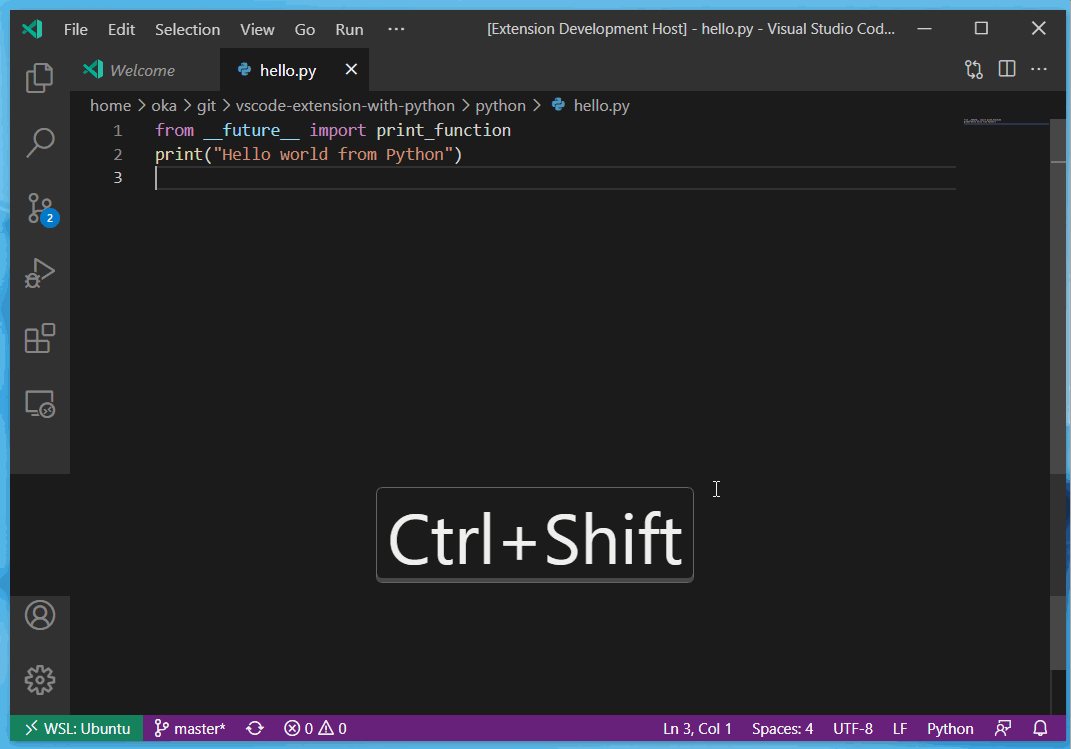 File Edit Selection View Go Run ··· [Extension Development Host] - hello.py - Visual Studio Cod...
Welcome hello.py
home > oka > git > vscode-extension-with-python > python > hello.py
1 from __future__ import print_function
2 print("Hello world from Python")
3
2
Ctrl+Shift
WSL: Ubuntu master* 0 0 Ln 3, Col 1 Spaces: 4 UTF-8 LF Python